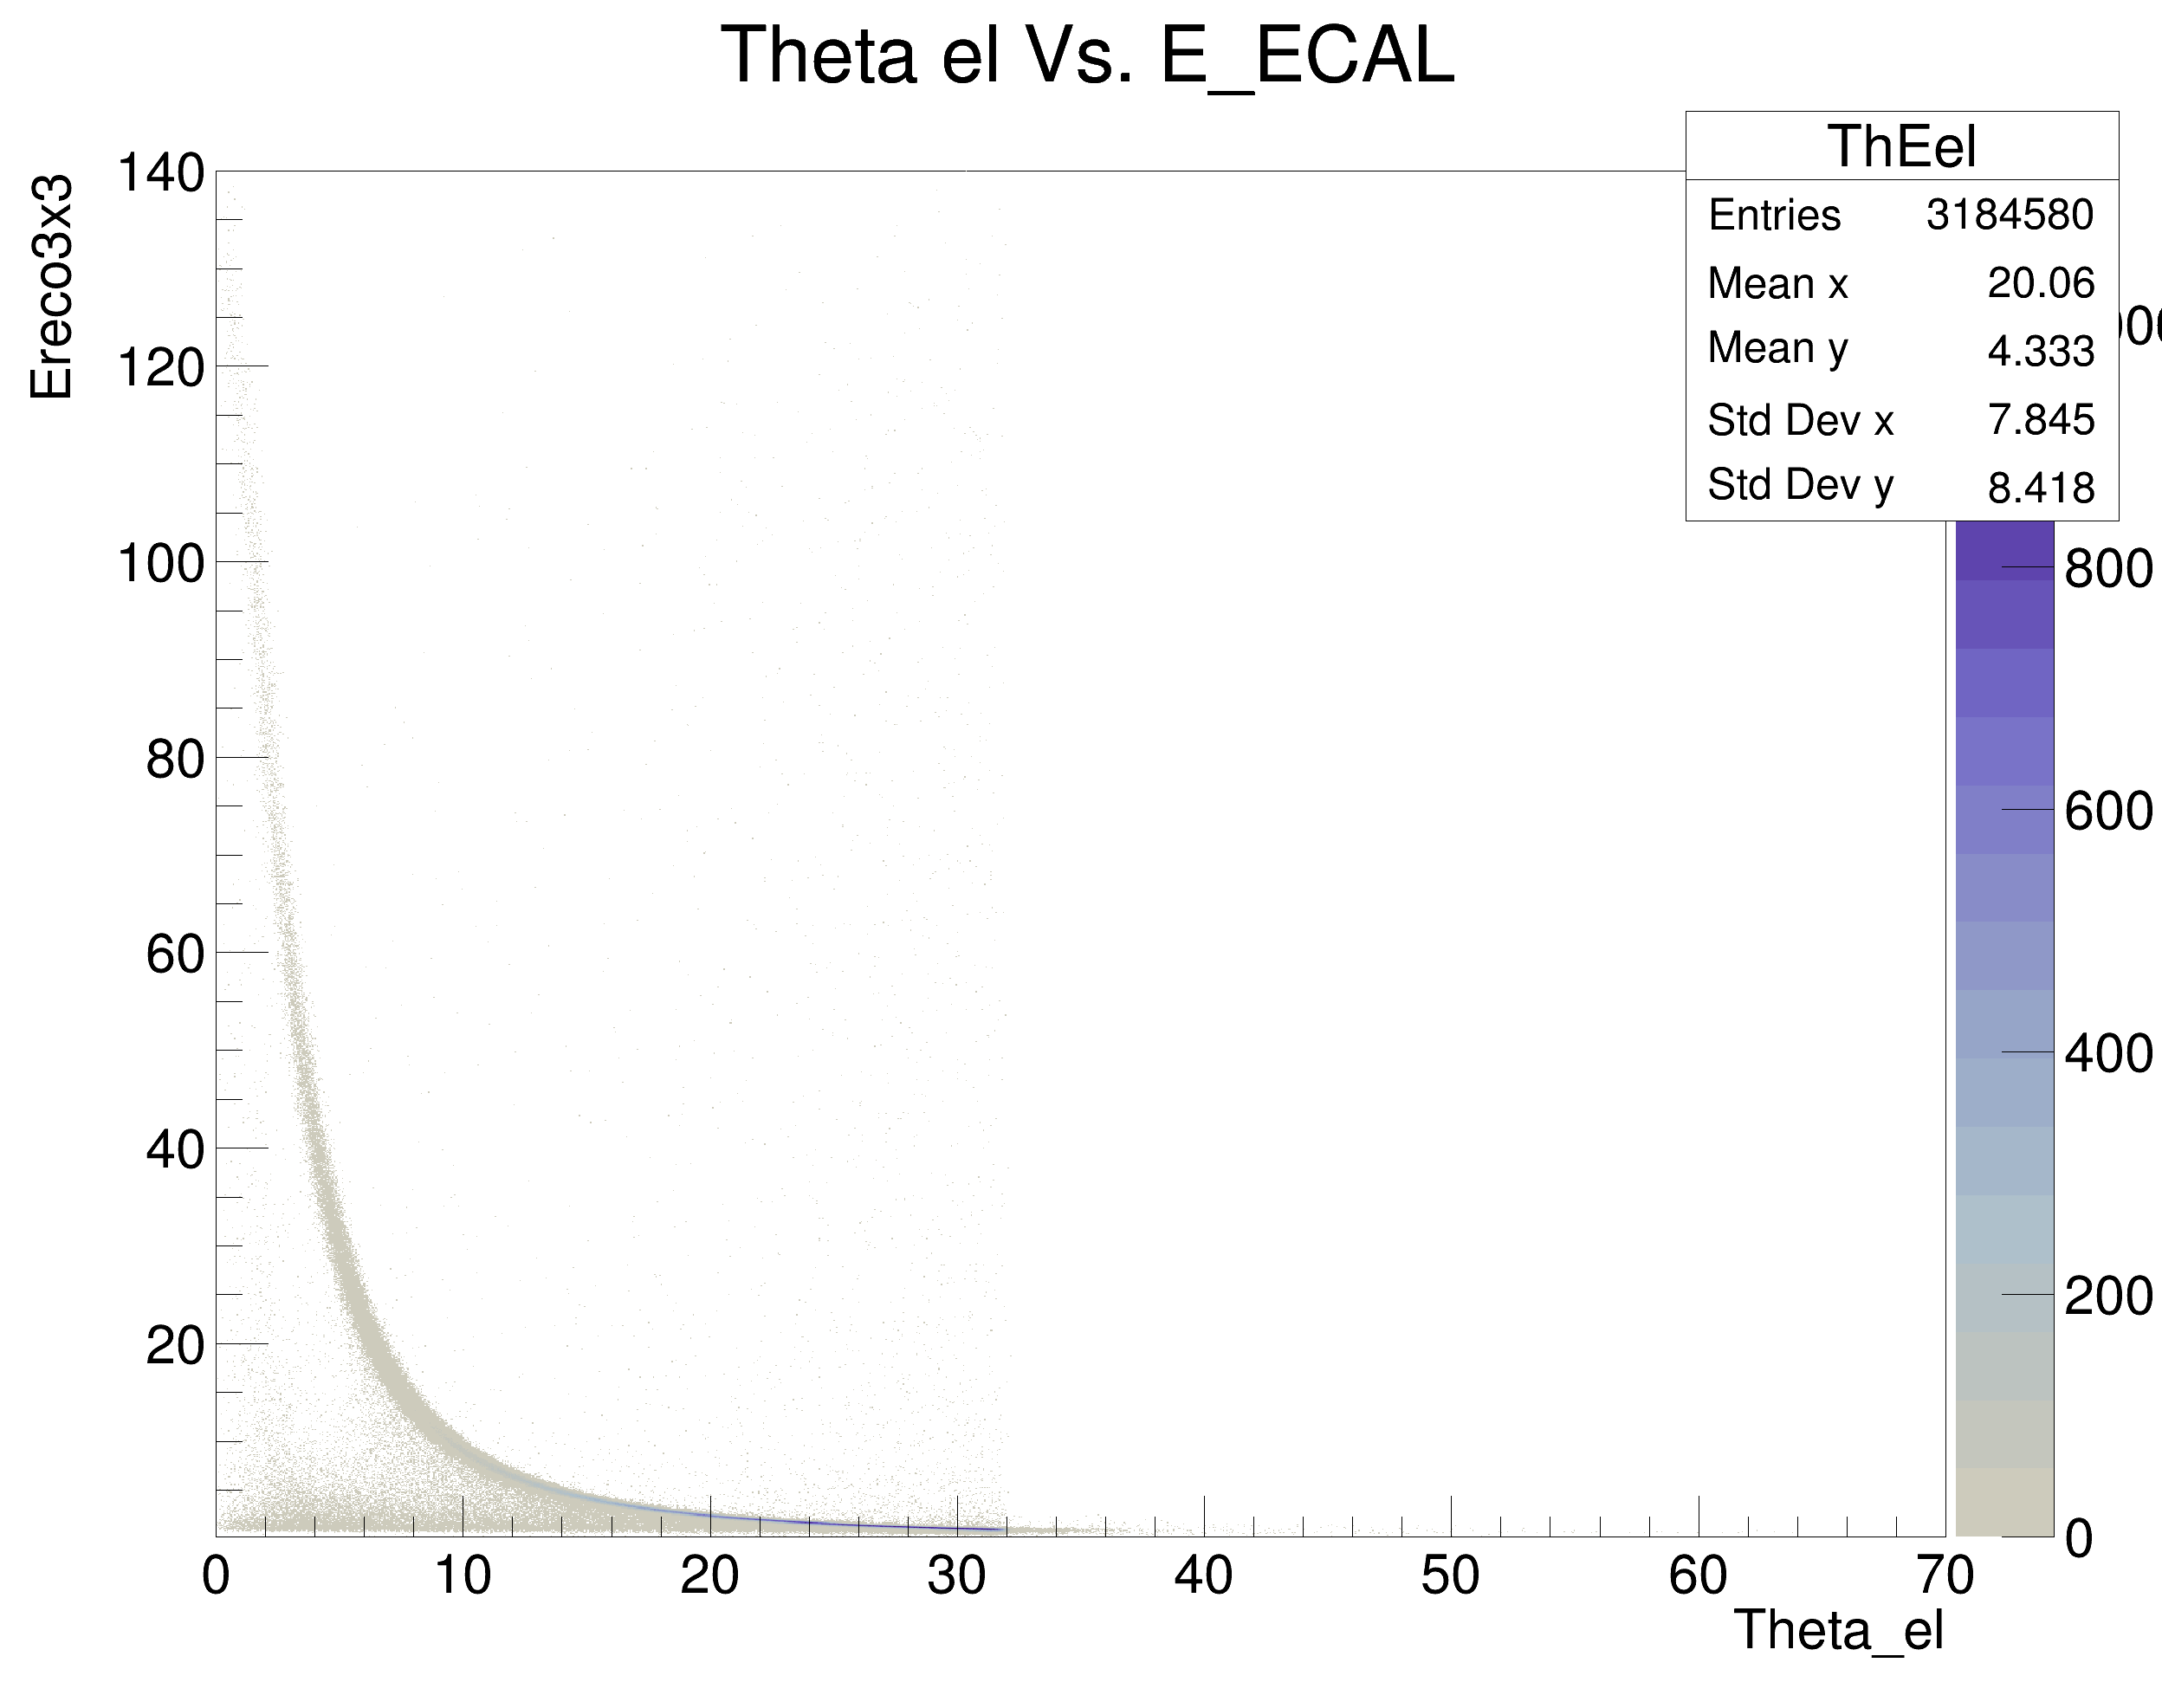 Theta el Vs. E_ECAL
ThEel
Entries 3184580
Mean x 20.06
Mean y 4.333
Std Dev x 7.845
Std Dev y 8.418
Ereco3x3
140
120
100
80
60
40
20
800
600
400
200
0
0 10 20 30 40 50 60 70
Theta_el